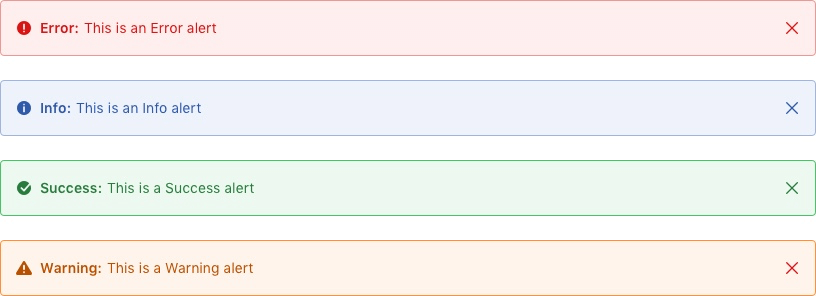 Error: This is an Error alert
Info: This is an Info alert
Success: This is a Success alert
Warning: This is a Warning alert